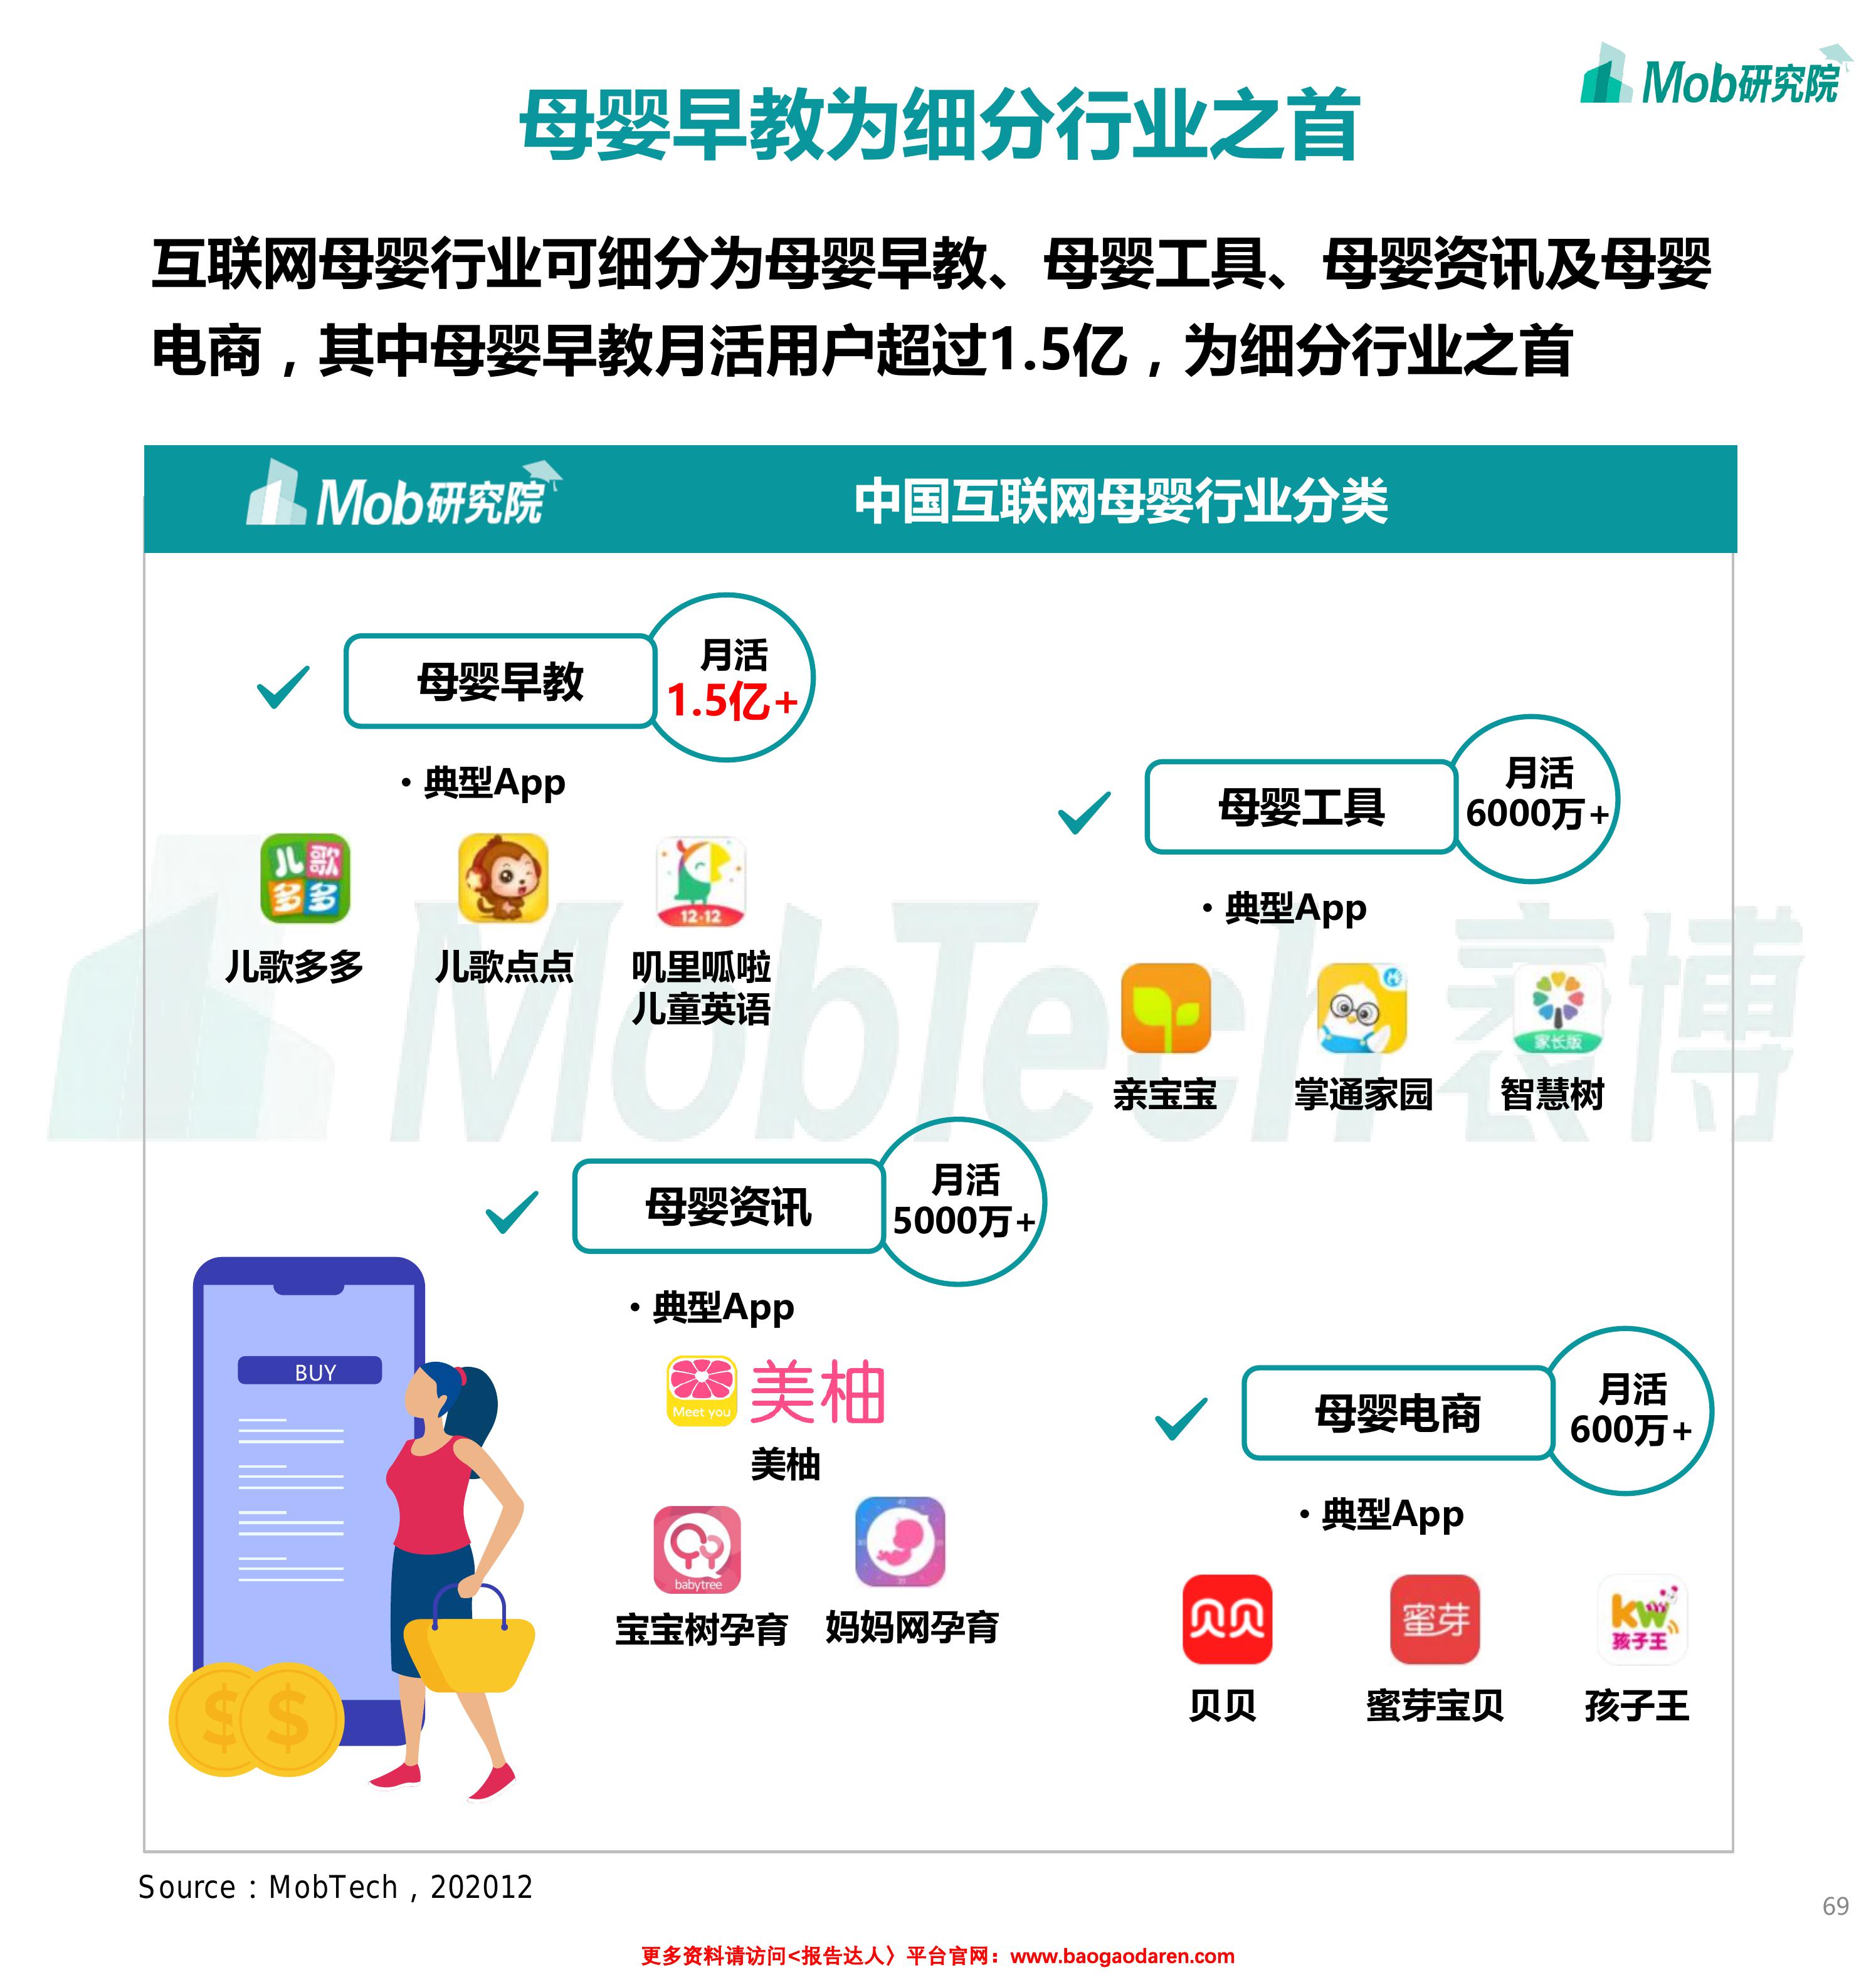 Mob研究院
母婴早教为细分行业之首
互联网母婴行业可细分为母婴早教、母婴工具、母婴资讯及母婴
电商，其中母婴早教月活用户超过1.5亿，为细分行业之首
Mob研究院
中国互联网母婴行业分类
母婴早教
月活
1.5亿+
• 典型App
儿歌
多多
12·12
儿歌多多
儿歌点点
叽里呱啦
儿童英语
母婴工具
月活
6000万+
• 典型App
家长版
亲宝宝
掌通家园
智慧树
MobTech 袤博
母婴资讯
月活
5000万+
• 典型App
Meet you
美柚
美柚
babytree
宝宝树孕育
妈妈网孕育
BUY
$
$
母婴电商
月活
600万+
• 典型App
贝贝
蜜芽
kw
孩子王
贝贝
蜜芽宝贝
孩子王
Source：MobTech，202012
69
更多资料请访问<报告达人〉平台官网：www.baogaodaren.com